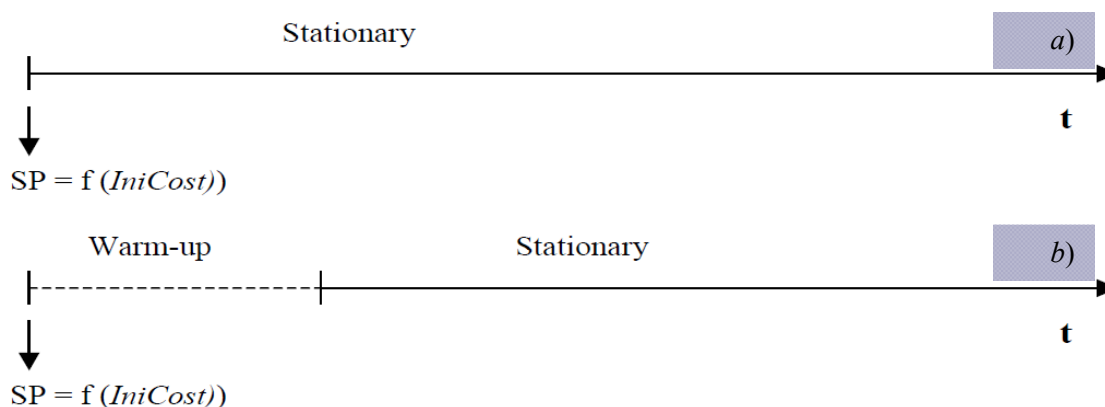 Stationary
a)
t
SP = f (IniCost))
Warm-up Stationary
b)
t
SP = f (IniCost))